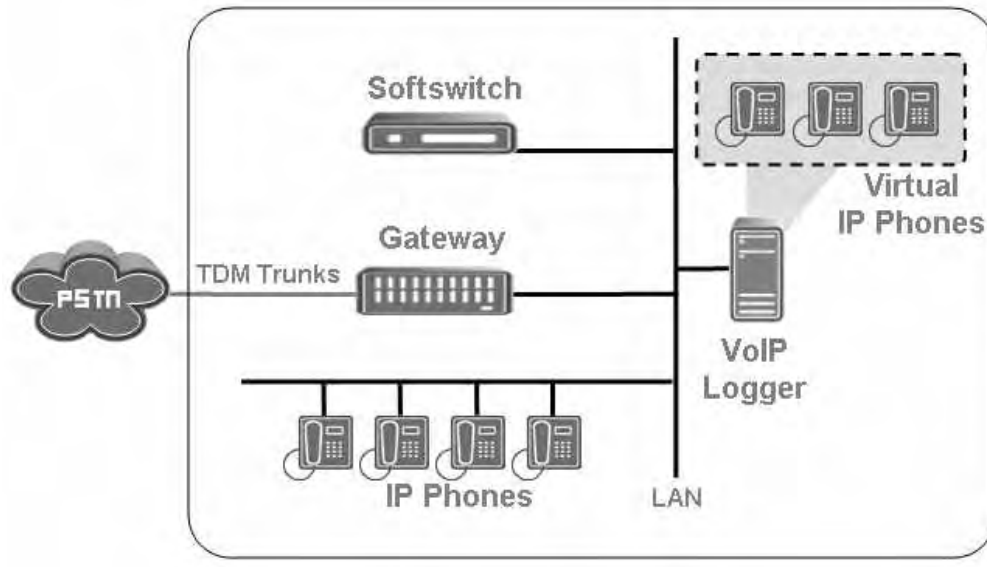 Softswitch
Virtual
IP Phones
Gateway
TDM Trunks
PSTN
VoIP
Logger
IP Phones
LAN